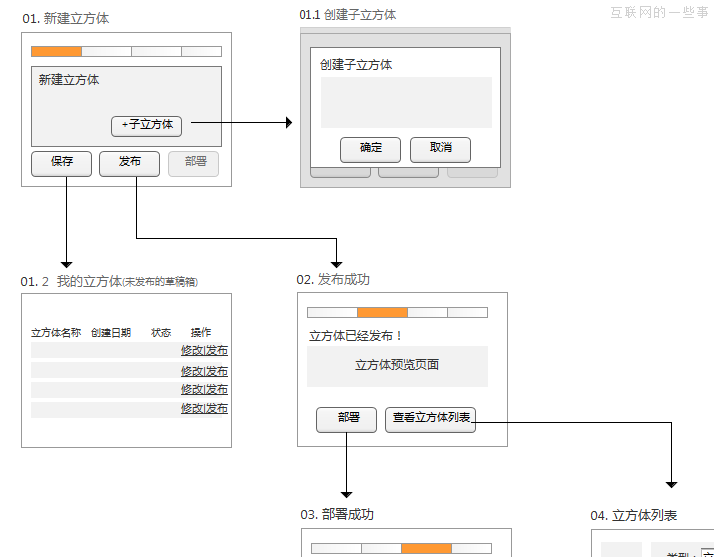 互联网的一些事
01. 新建立方体
01.1 创建子立方体
新建立方体
+子立方体
保存
发布
部署
创建子立方体
确定
取消
01. 2 我的立方体(未发布的草稿箱)
立方体名称 创建日期 状态 操作
修改|发布
修改|发布
修改|发布
修改|发布
02. 发布成功
立方体已经发布！
立方体预览页面
部署
查看立方体列表
03. 部署成功
04. 立方体列表